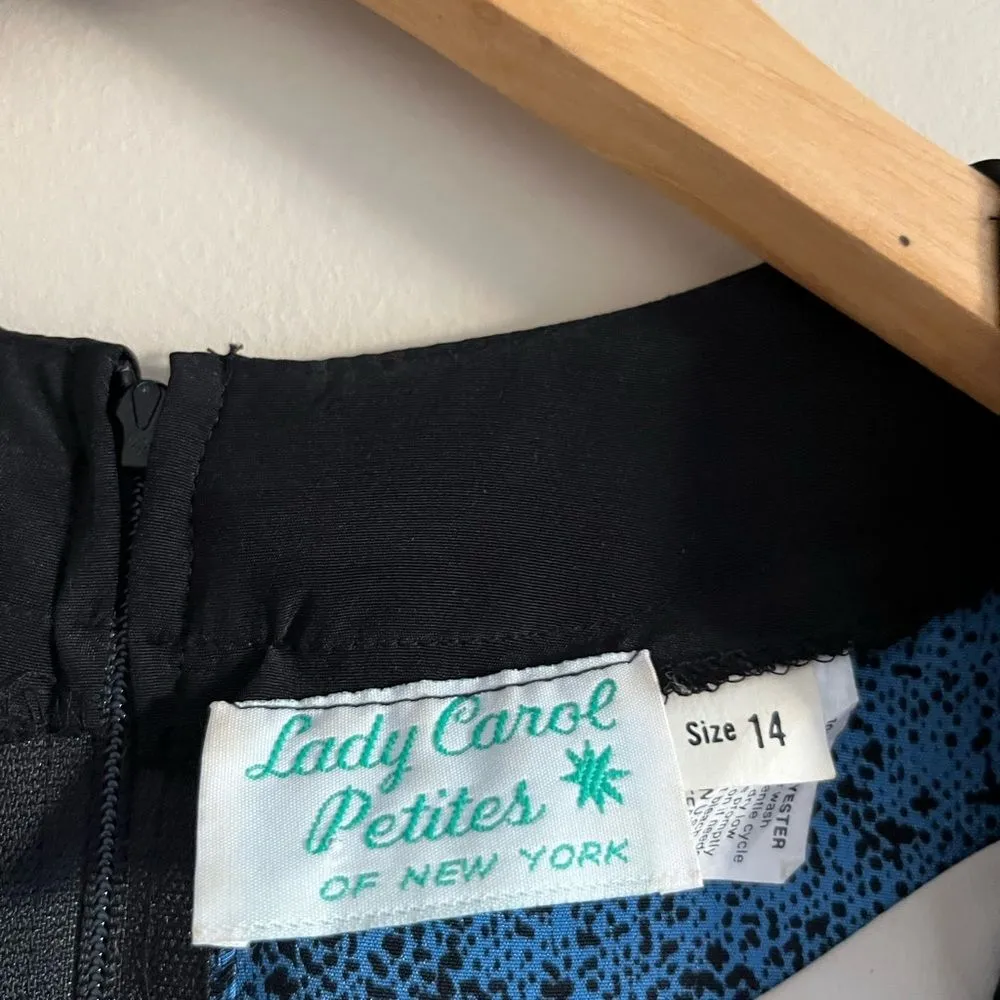 Lady Carol
Petites
OF NEW YORK
Size 14
YESTER
wash
cycle
low